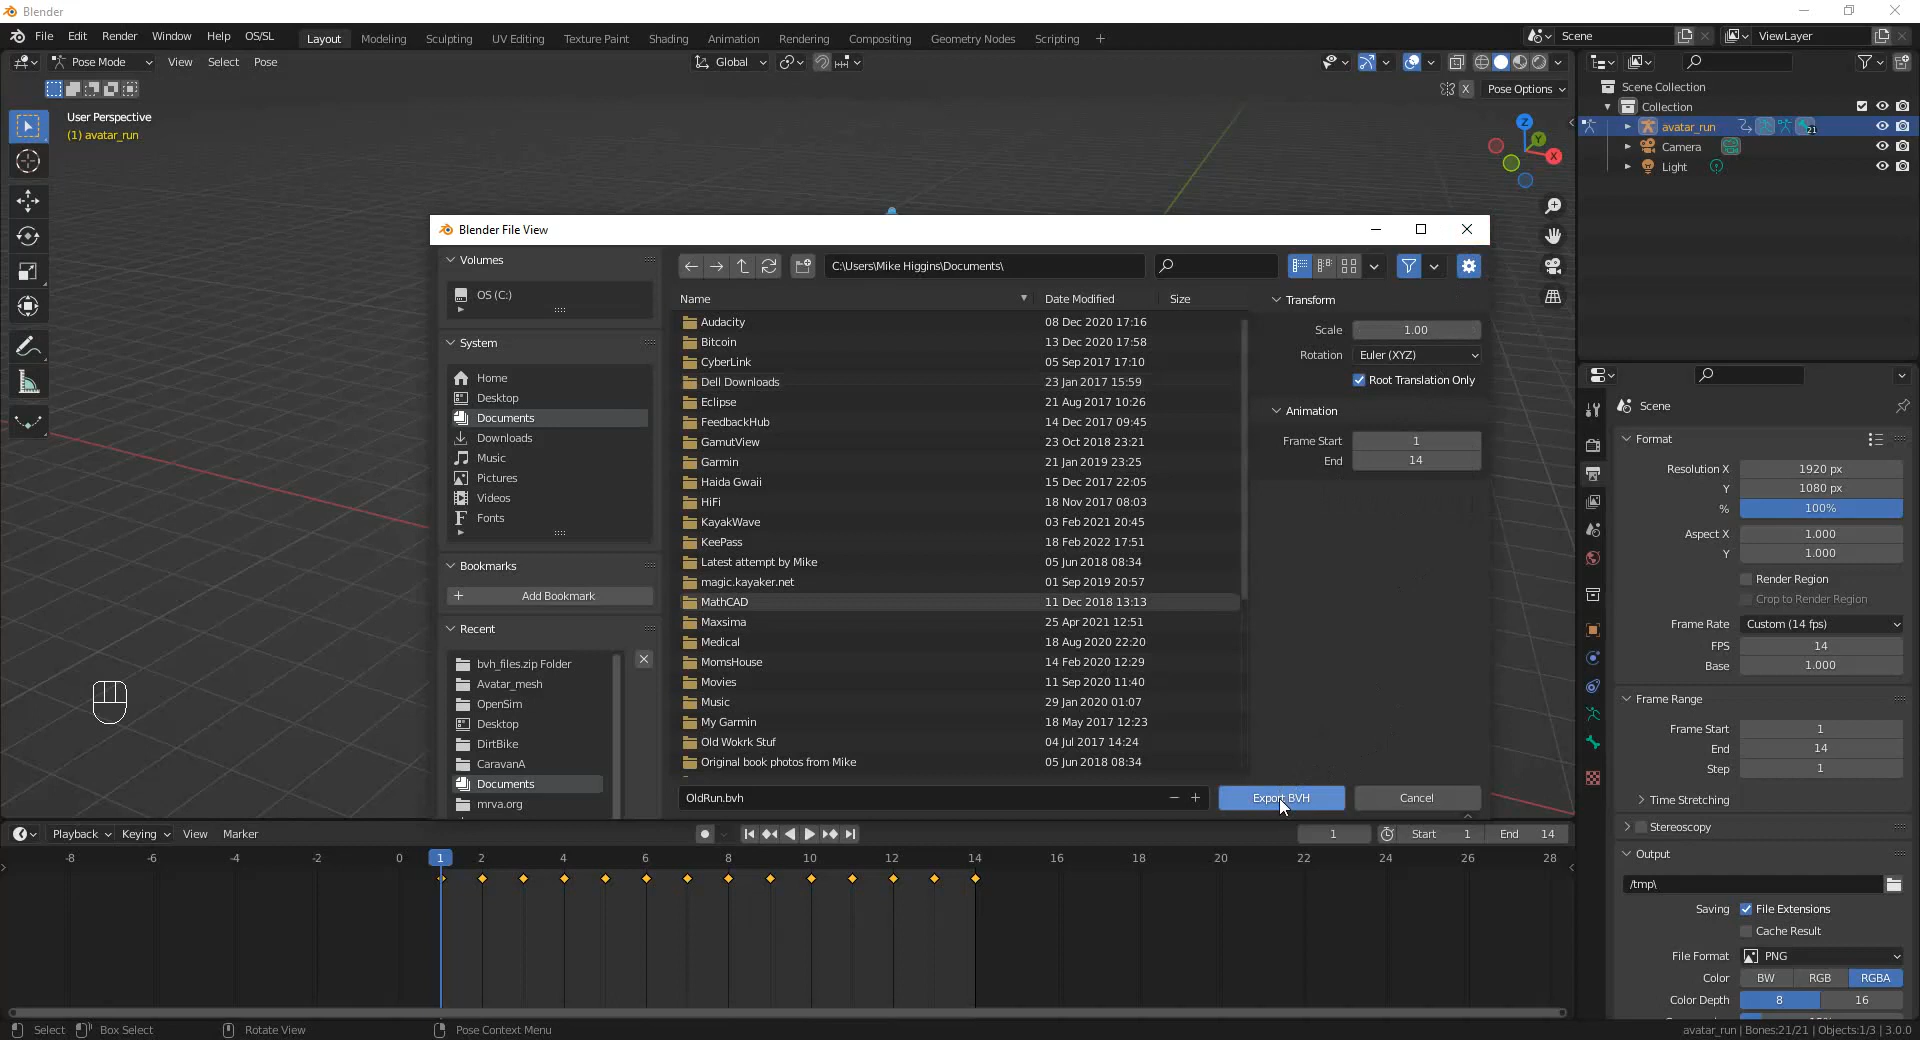 Blender
File Edit Render Window Help OS/SL Layout Modeling Sculpting UV Editing Texture Paint Shading Animation Rendering Compositing Geometry Nodes Scripting + Scene ViewLayer
Pose Mode View Select Pose Global
X Pose Options
User Perspective
(1) avatar_run
Z
Y
X
Scene Collection
Collection
avatar_run 21
Camera
Light
Blender File View
Volumes
OS (C:)
System
Home
Desktop
Documents
Downloads
Music
Pictures
Videos
Fonts
Bookmarks
Add Bookmark
Recent
bvh_files.zip Folder
Avatar_mesh
OpenSim
Desktop
DirtBike
CaravanA
Documents
mrva.org
C:\Users\Mike Higgins\Documents\
Name Date Modified Size
Audacity 08 Dec 2020 17:16
Bitcoin 13 Dec 2020 17:58
CyberLink 05 Sep 2017 17:10
Dell Downloads 23 Jan 2017 15:59
Eclipse 21 Aug 2017 10:26
FeedbackHub 14 Dec 2017 09:45
GamutView 23 Oct 2018 23:21
Garmin 21 Jan 2019 23:25
Haida Gwaii 15 Dec 2017 22:05
HiFi 18 Nov 2017 08:03
KayakWave 03 Feb 2021 20:45
KeePass 18 Feb 2022 17:51
Latest attempt by Mike 05 Jun 2018 08:34
magic.kayaker.net 01 Sep 2019 20:57
MathCAD 11 Dec 2018 13:13
Maxsima 25 Apr 2021 12:51
Medical 18 Aug 2020 22:20
MomsHouse 14 Feb 2020 12:29
Movies 11 Sep 2020 11:40
Music 29 Jan 2020 01:07
My Garmin 18 May 2017 12:23
Old Wokrk Stuf 04 Jul 2017 14:24
Original book photos from Mike 05 Jun 2018 08:34
OldRun.bvh
Export BVH Cancel
Transform
Scale 1.00
Rotation Euler (XYZ)
Root Translation Only
Animation
Frame Start 1
End 14
Scene
Format
Resolution X 1920 px
Y 1080 px
% 100%
Aspect X 1.000
Y 1.000
Render Region
Crop to Render Region
Frame Rate Custom (14 fps)
FPS 14
Base 1.000
Frame Range
Frame Start 1
End 14
Step 1
Time Stretching
Stereoscopy
Output
/tmp\
Saving File Extensions
Cache Result
File Format PNG
Color BW RGB RGBA
Color Depth 8 16
Playback Keying View Marker 1 Start 1 End 14
-8 -6 -4 -2 0 1 2 4 6 8 10 12 14 16 18 20 22 24 26 28
Select Box Select Rotate View Pose Context Menu avatar_run | Bones:21/21 | Objects:1/3 | 3.0.0